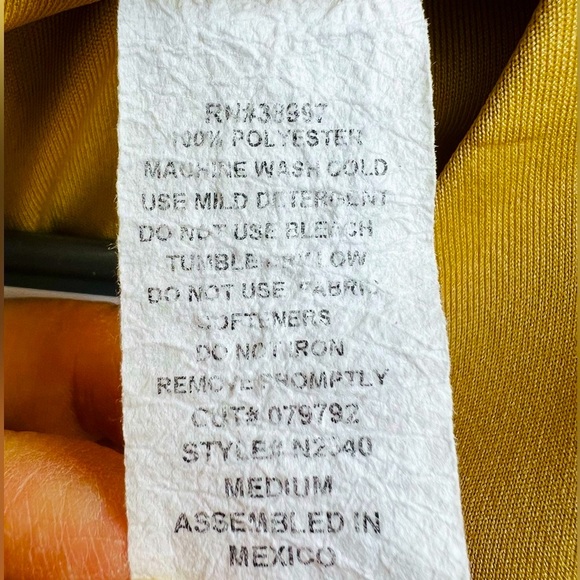 RN#38997
100% POLYESTER
MACHINE WASH COLD
USE MILD DETERGENT
DO NOT USE BLEACH
TUMBLE DRY LOW
DO NOT USE FABRIC
SOFTENERS
DO NOT IRON
REMOVE PROMPTLY
CUT# 079792
STYLE#
MEDIUM
ASSEMBLED IN
MEXICO